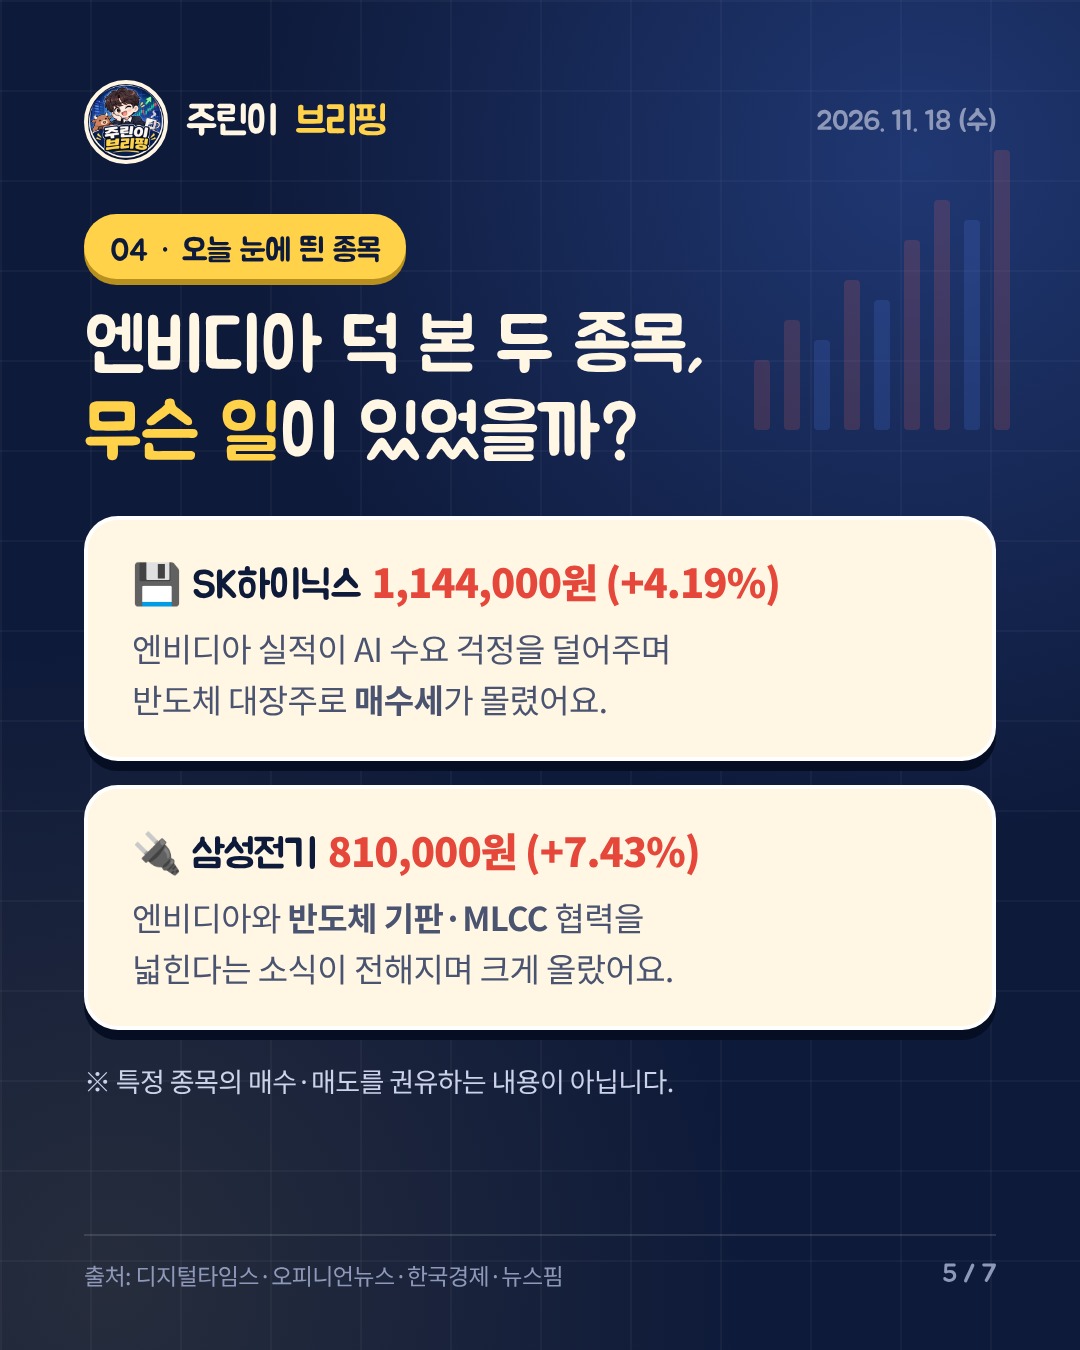 주린이 브리핑
주린이 브리핑
2026. 11. 18 (수)
04 · 오늘 눈에 띈 종목
엔비디아 덕 본 두 종목,
무슨 일이 있었을까?
SK하이닉스 1,144,000원 (+4.19%)
엔비디아 실적이 AI 수요 걱정을 덜어주며
반도체 대장주로 매수세가 몰렸어요.
삼성전기 810,000원 (+7.43%)
엔비디아와 반도체 기판·MLCC 협력을
넓힌다는 소식이 전해지며 크게 올랐어요.
※ 특정 종목의 매수·매도를 권유하는 내용이 아닙니다.
출처: 디지털타임스·오피니언뉴스·한국경제·뉴스핌
5 / 7